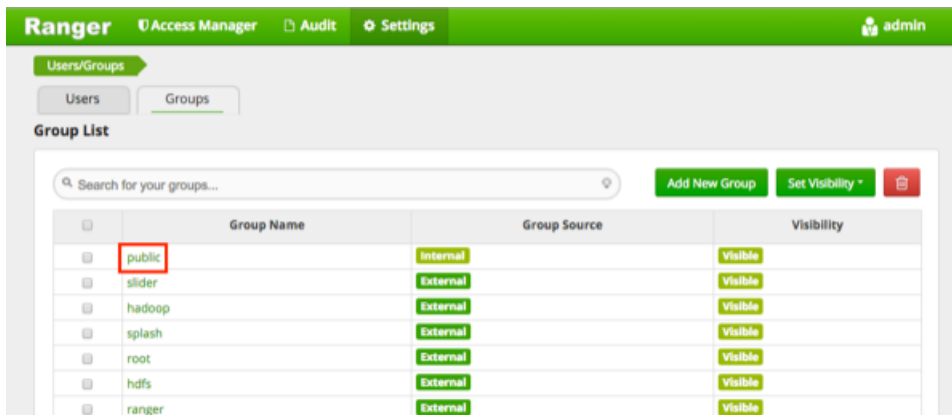 Ranger Access Manager Audit Settings admin
Users/Groups
Users Groups
Group List
Search for your groups... Add New Group Set Visibility
Group Name Group Source Visibility
public Internal Visible
slider External Visible
hadoop External Visible
splash External Visible
root External Visible
hdfs External Visible
ranger External Visible